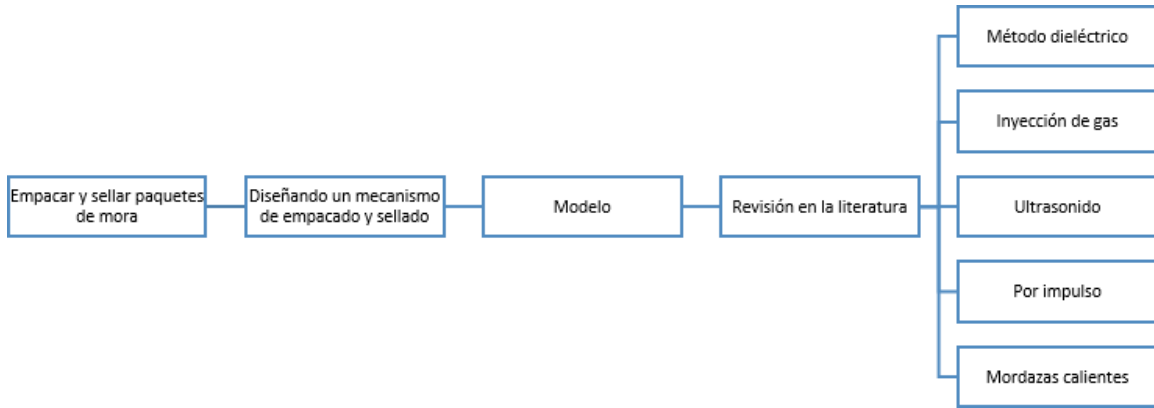 Empacar y sellar paquetes
de mora
Diseñando un mecanismo
de empacado y sellado
Modelo
Revisión en la literatura
Método dieléctrico
Inyección de gas
Ultrasonido
Por impulso
Mordazas calientes